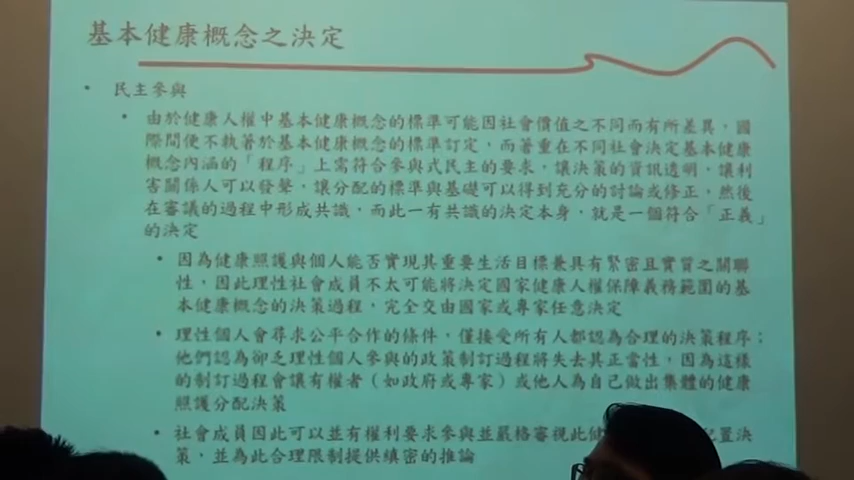 基本健康概念之決定
• 民主參與
• 由於健康人權中基本健康概念的標準可能因社會價值之不同而有所差異，國
際間便不執著於基本健康概念的標準訂定，而著重在不同社會決定基本健康
概念內涵的「程序」上需符合參與式民主的要求，讓決策的資訊透明，讓利
害關係人可以發聲，讓分配的標準與基礎可以得到充分的討論或修正，然後
在審議的過程中形成共識，而此一有共識的決定本身，就是一個符合「正義」
的決定
• 因為健康照護與個人能否實現其重要生活目標兼具有緊密且實質之關聯
性，因此理性社會成員不太可能將決定國家健康人權保障義務範圍的基
本健康概念的決策過程，完全交由國家或專家任意決定
• 理性個人會尋求公平合作的條件，僅接受所有人都認為合理的決策程序；
他們認為卻乏理性個人參與的政策制訂過程將失去其正當性，因為這樣
的制訂過程會讓有權者（如政府或專家）或他人為自己做出集體的健康
照護分配決策
• 社會成員因此可以並有權利要求參與並嚴格審視此健 配置決
策，並為此合理限制提供縝密的推論